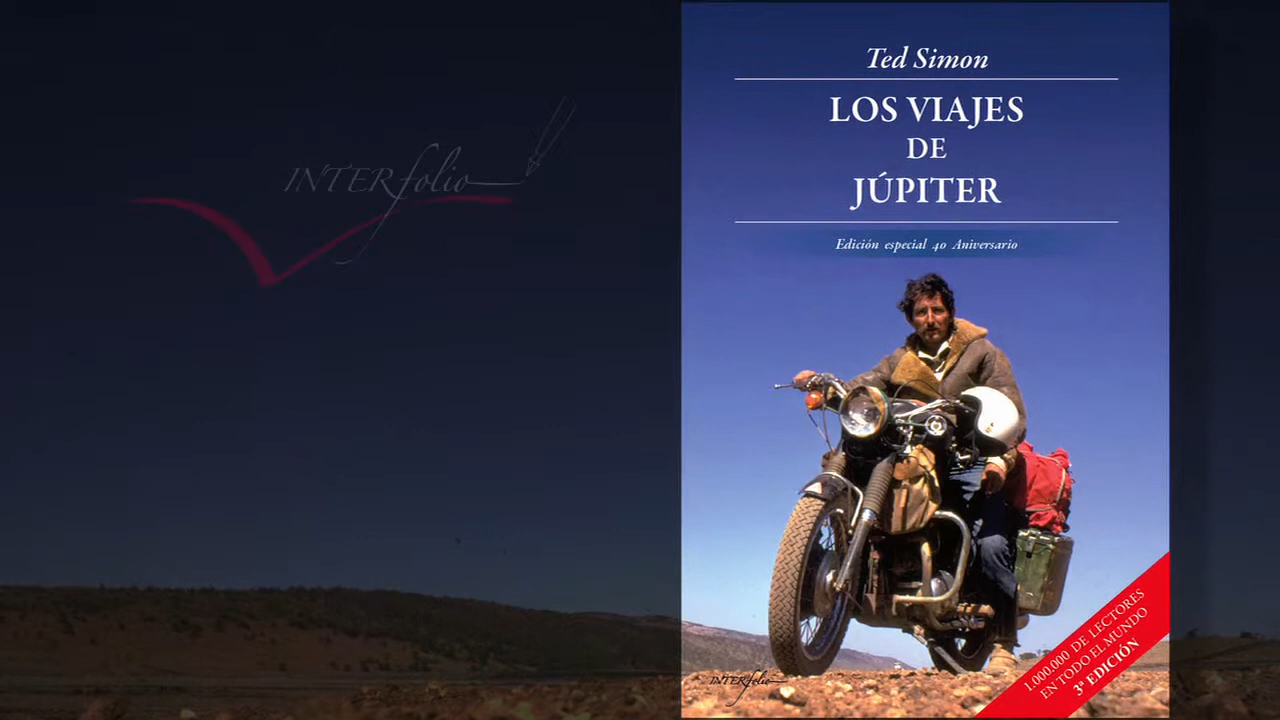 INTERfolio
Ted Simon
LOS VIAJES
DE
JÚPITER
Edición especial 40 Aniversario
INTERfolio
1.000.000 DE LECTORES
EN TODO EL MUNDO
3ª EDICIÓN